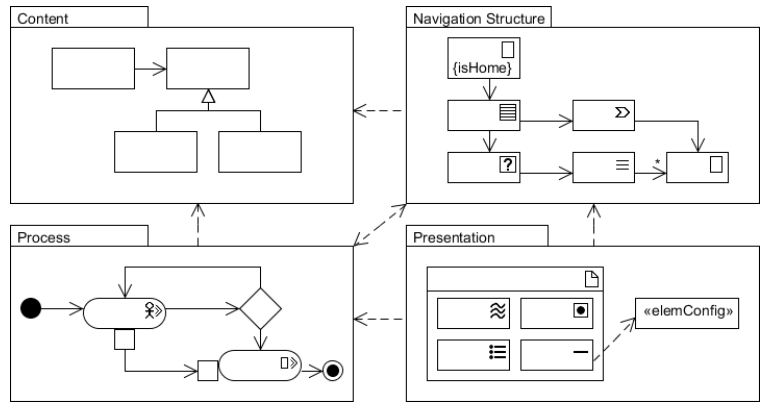 Content
Navigation Structure
{isHome}
?
*
Process
Presentation
«elemConfig»